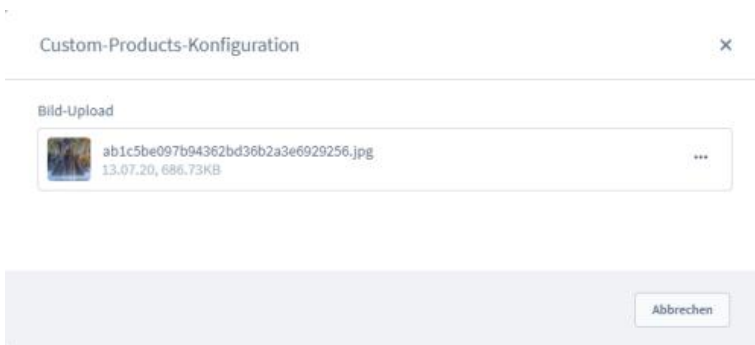 Custom-Products-Konfiguration
Bild-Upload
ab1c5be097b94362bd36b2a3e6929256.jpg
13.07.20, 686.73KB
Abbrechen